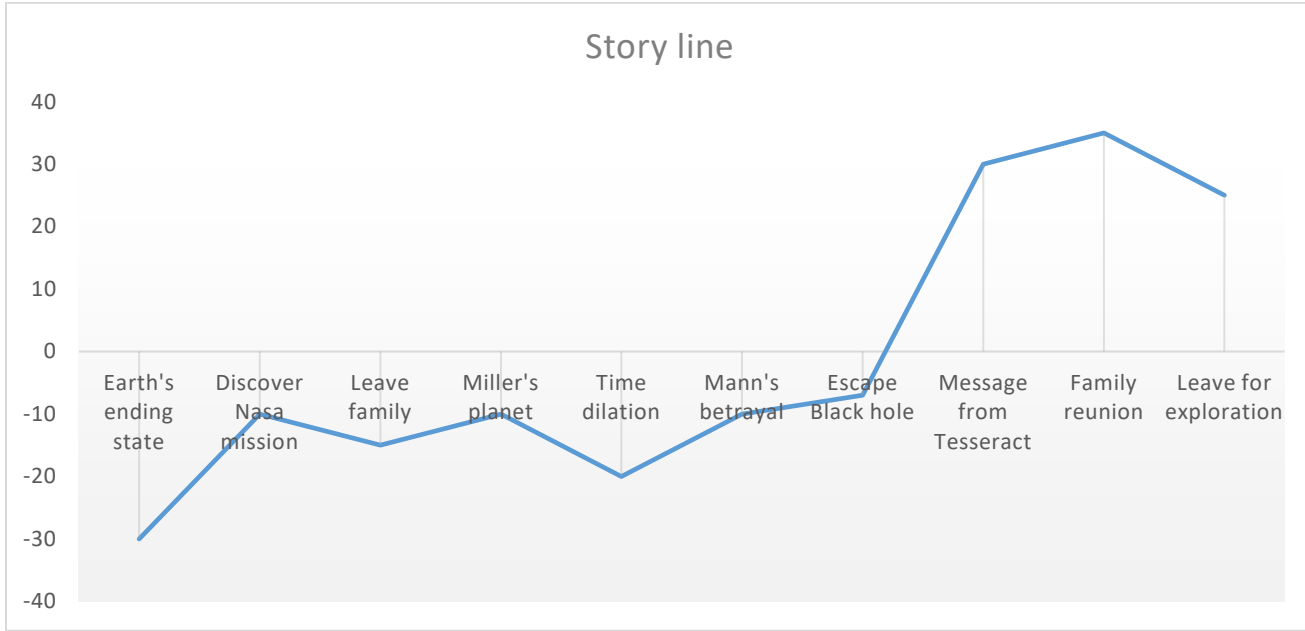 Story line
40
30
20
10
0
-10
-20
-30
-40
Earth's
ending
state
Discover
Nasa
mission
Leave
family
Miller's
planet
Time
dilation
Mann's
betrayal
Escape
Black hole
Message
from
Tesseract
Family
reunion
Leave for
exploration